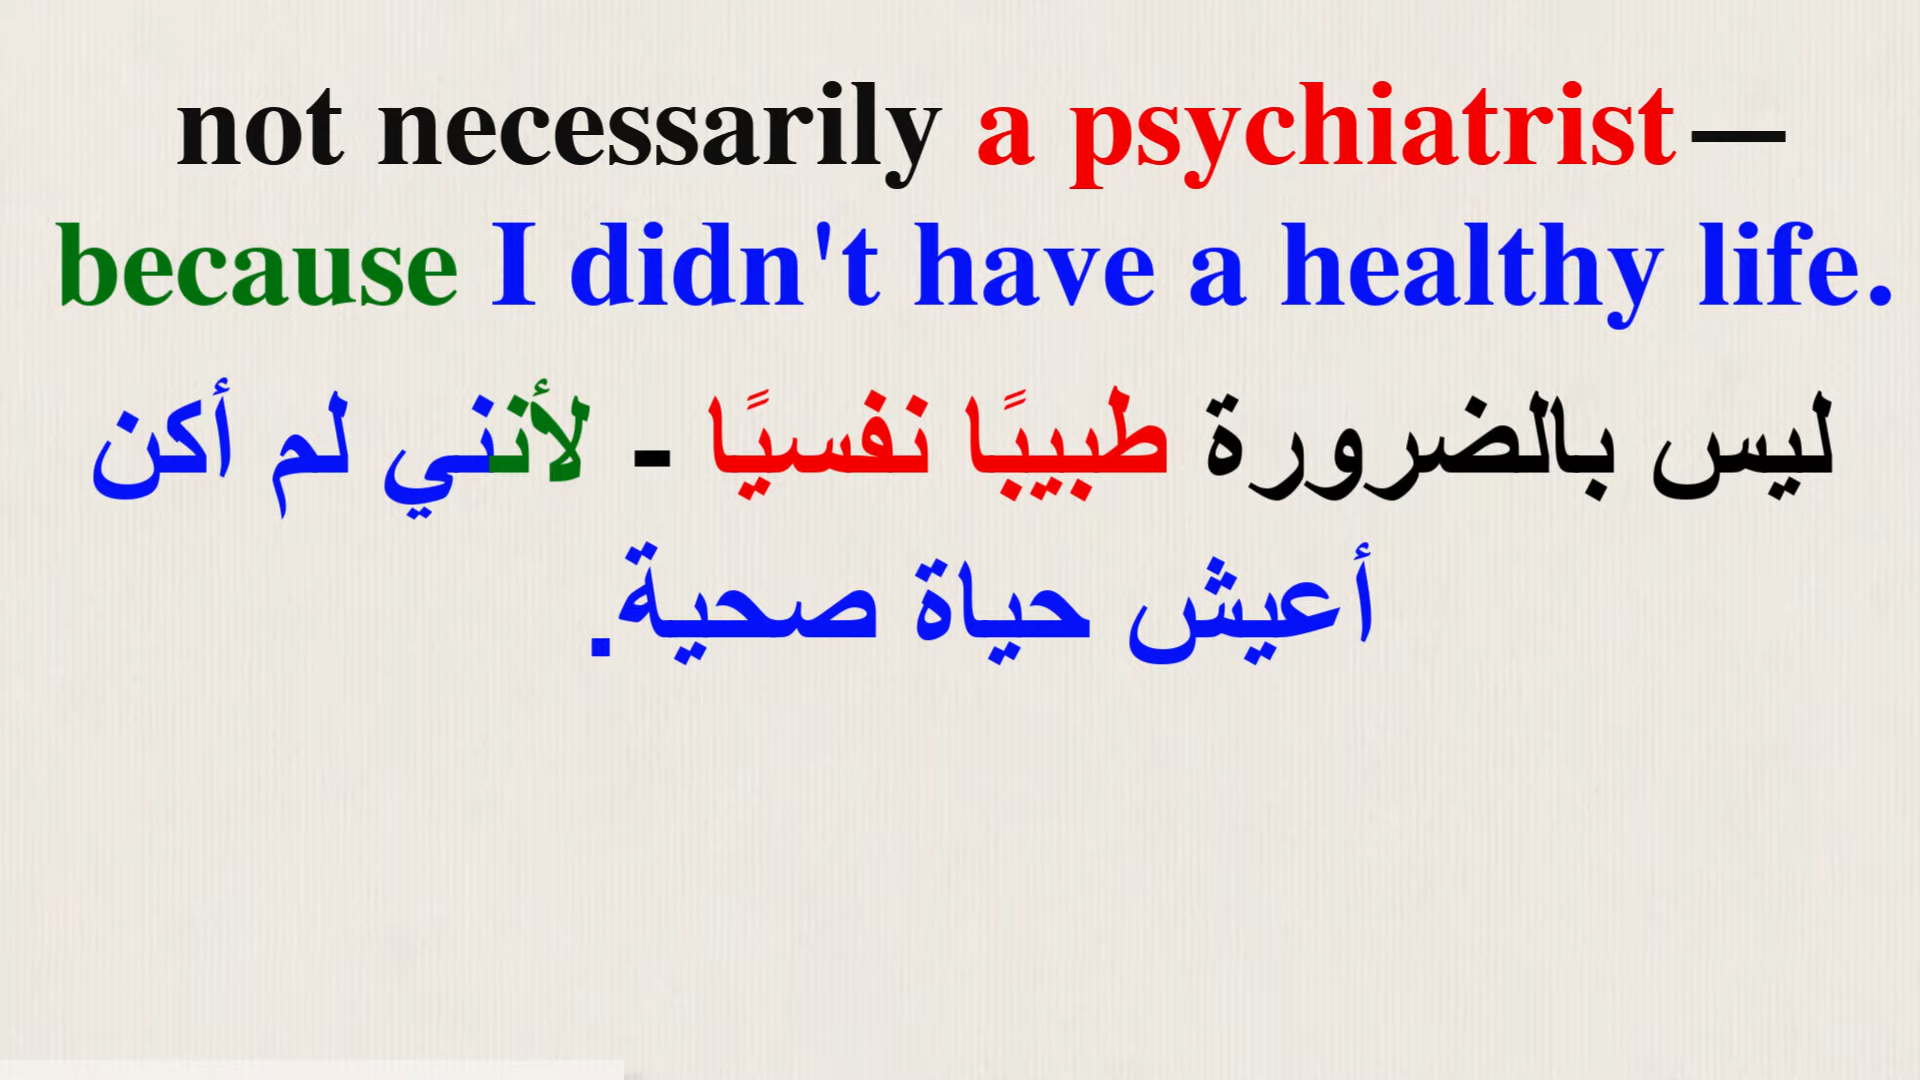 not necessarily a psychiatrist—
because I didn't have a healthy life.
ليس بالضرورة طبيبًا نفسيًا - لأنني لم أكن
أعيش حياة صحية.